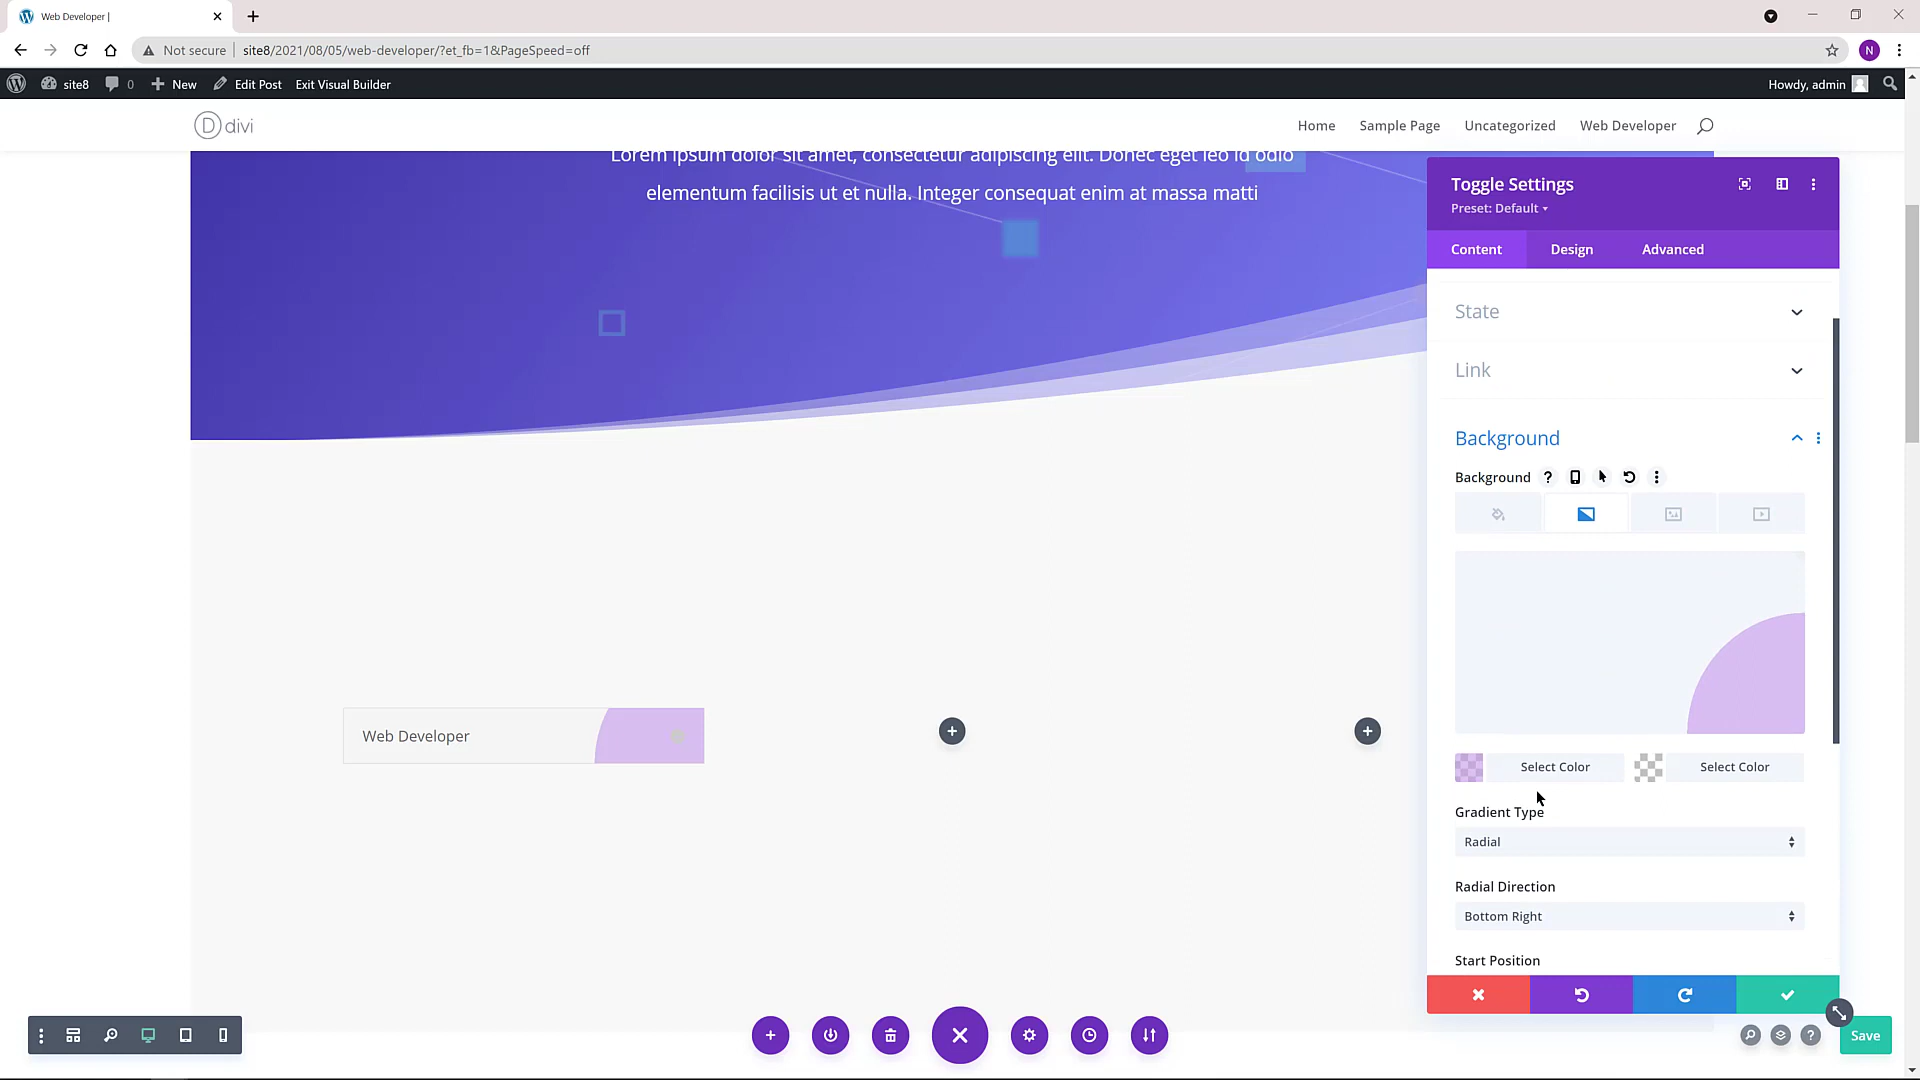 Web Developer |
Not secure
site8/2021/08/05/web-developer/?et_fb=1&PageSpeed=off
N
site8
0
New
Edit Post
Exit Visual Builder
Howdy, admin
D divi
Home
Sample Page
Uncategorized
Web Developer
Lorem ipsum dolor sit amet, consectetur adipiscing elit. Donec eget leo id odio
elementum facilisis ut et nulla. Integer consequat enim at massa matti
Toggle Settings
Preset: Default
Content
Design
Advanced
State
Link
Background
Background
?
Web Developer
Select Color
Select Color
Gradient Type
Radial
Radial Direction
Bottom Right
Start Position
?
Save